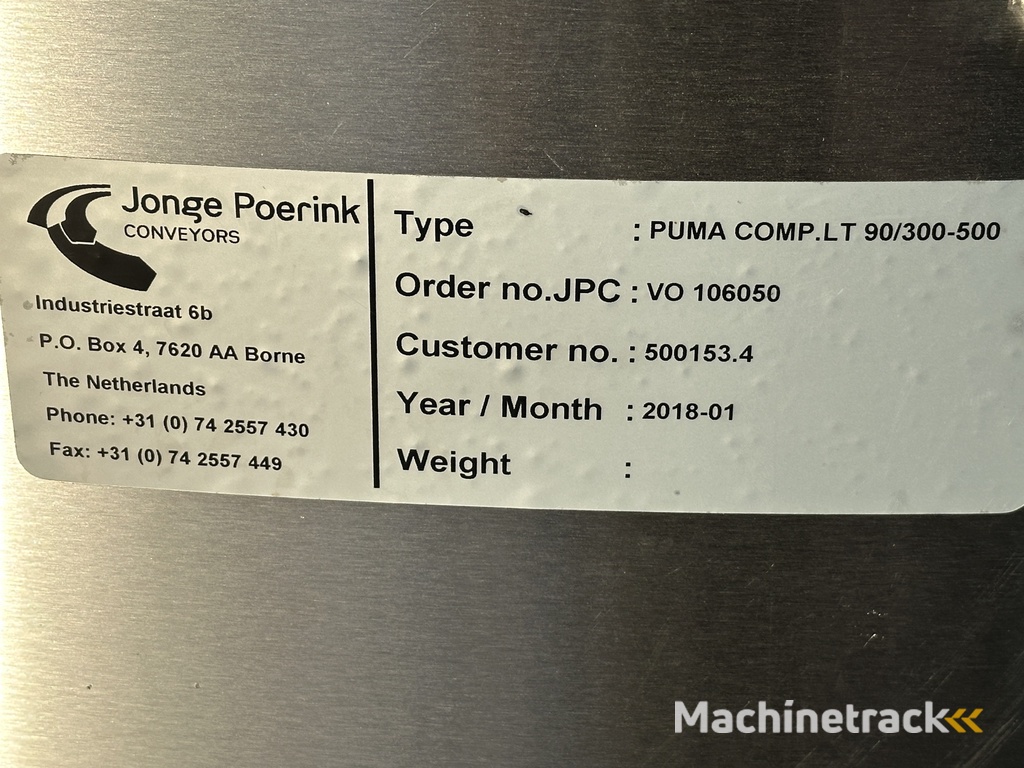 Jonge Poerink
CONVEYORS
Industriestraat 6b
P.O. Box 4, 7620 AA Borne
The Netherlands
Phone: +31 (0) 74 2557 430
Fax: +31 (0) 74 2557 449
Type : PUMA COMP.LT 90/300-500
Order no.JPC : VO 106050
Customer no. : 500153.4
Year / Month : 2018-01
Weight :
Machinetrack